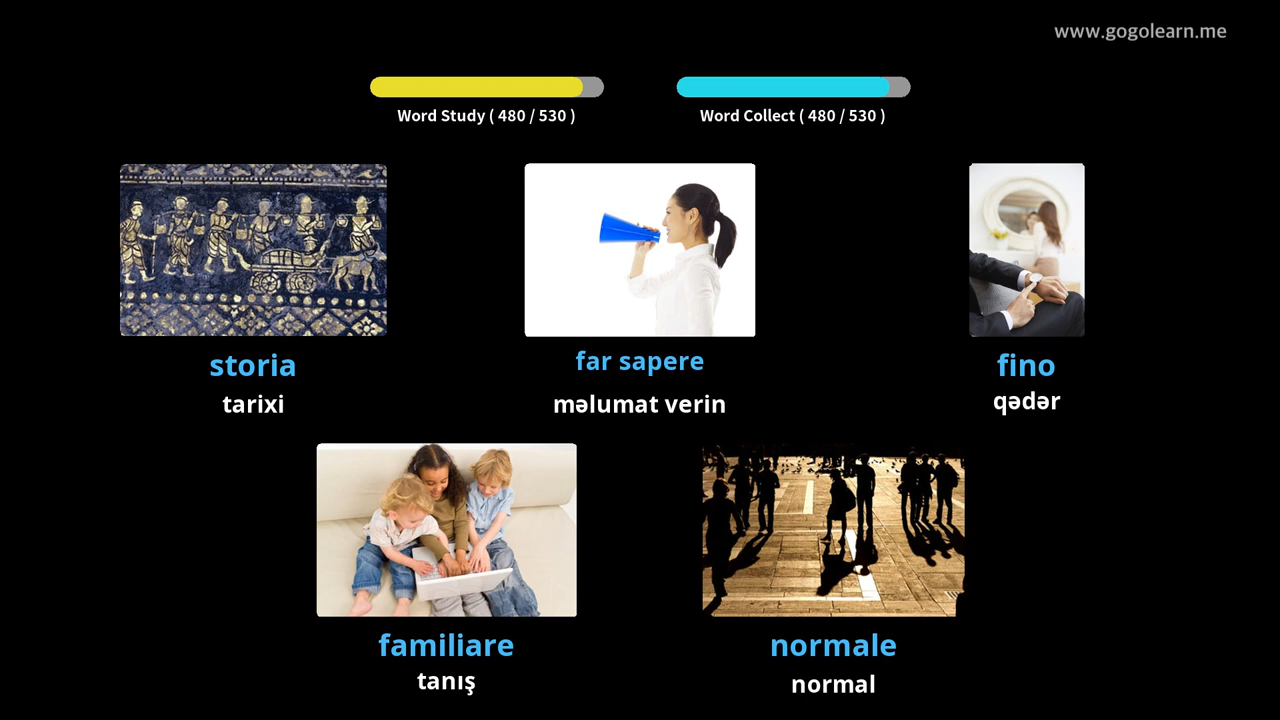 www.gogolearn.me
Word Study ( 480 / 530 )
Word Collect ( 480 / 530 )
storia
tarixi
far sapere
məlumat verin
fino
qədər
familiare
tanış
normale
normal